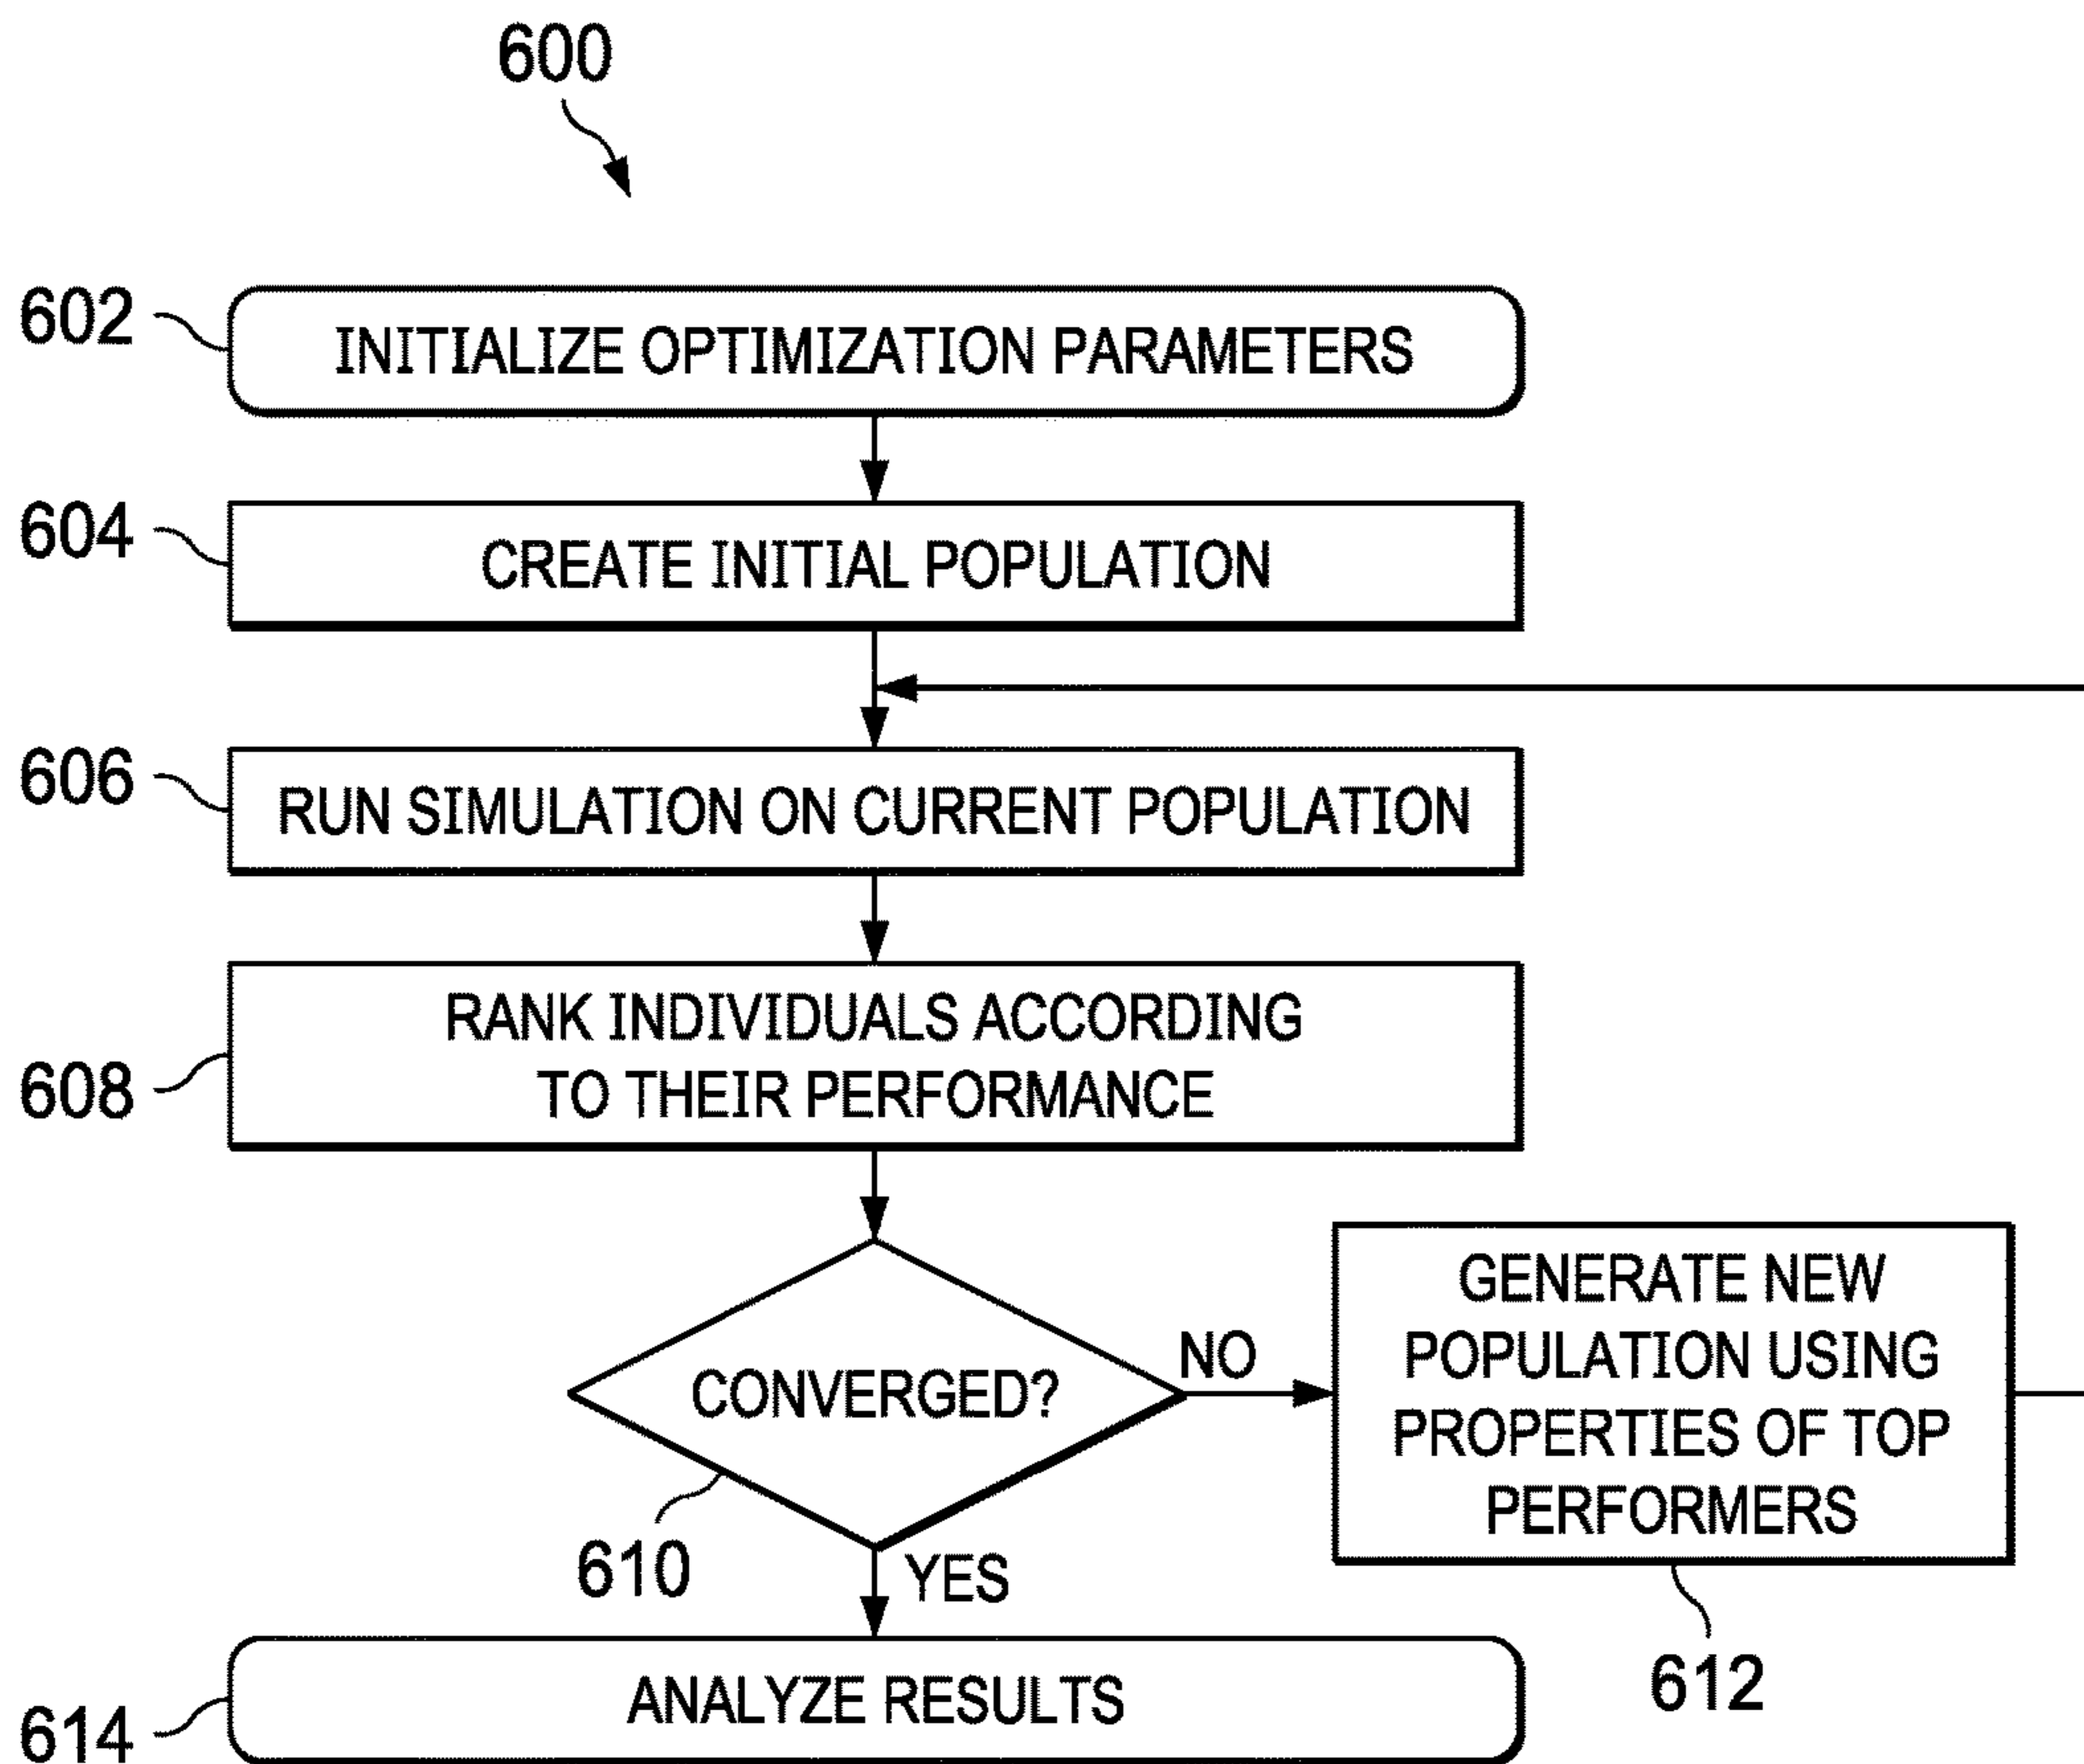 600
602
INITIALIZE OPTIMIZATION PARAMETERS
604
CREATE INITIAL POPULATION
606
RUN SIMULATION ON CURRENT POPULATION
608
RANK INDIVIDUALS ACCORDING
TO THEIR PERFORMANCE
CONVERGED?
NO
GENERATE NEW
POPULATION USING
PROPERTIES OF TOP
PERFORMERS
610
YES
612
614
ANALYZE RESULTS